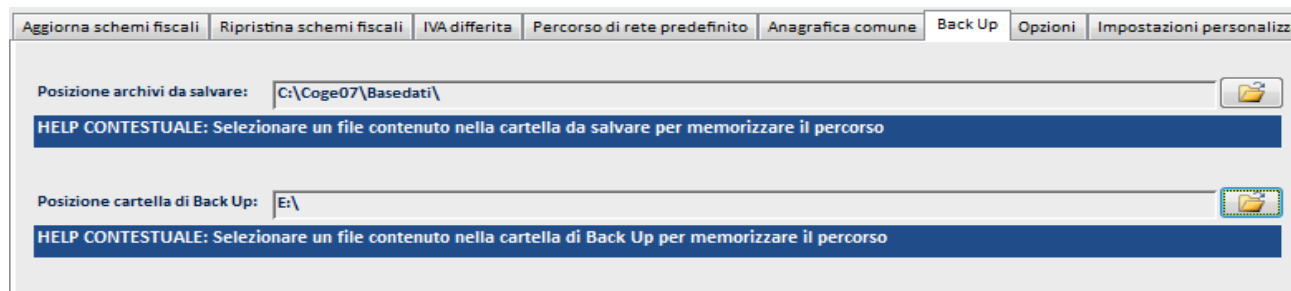 Aggiorna schemi fiscali Ripristina schemi fiscali IVA differita Percorso di rete predefinito Anagrafica comune Back Up Opzioni Impostazioni personalizz
Posizione archivi da salvare: C:\Coge07\Basedati\
HELP CONTESTUALE: Selezionare un file contenuto nella cartella da salvare per memorizzare il percorso
Posizione cartella di Back Up: E:\
HELP CONTESTUALE: Selezionare un file contenuto nella cartella di Back Up per memorizzare il percorso